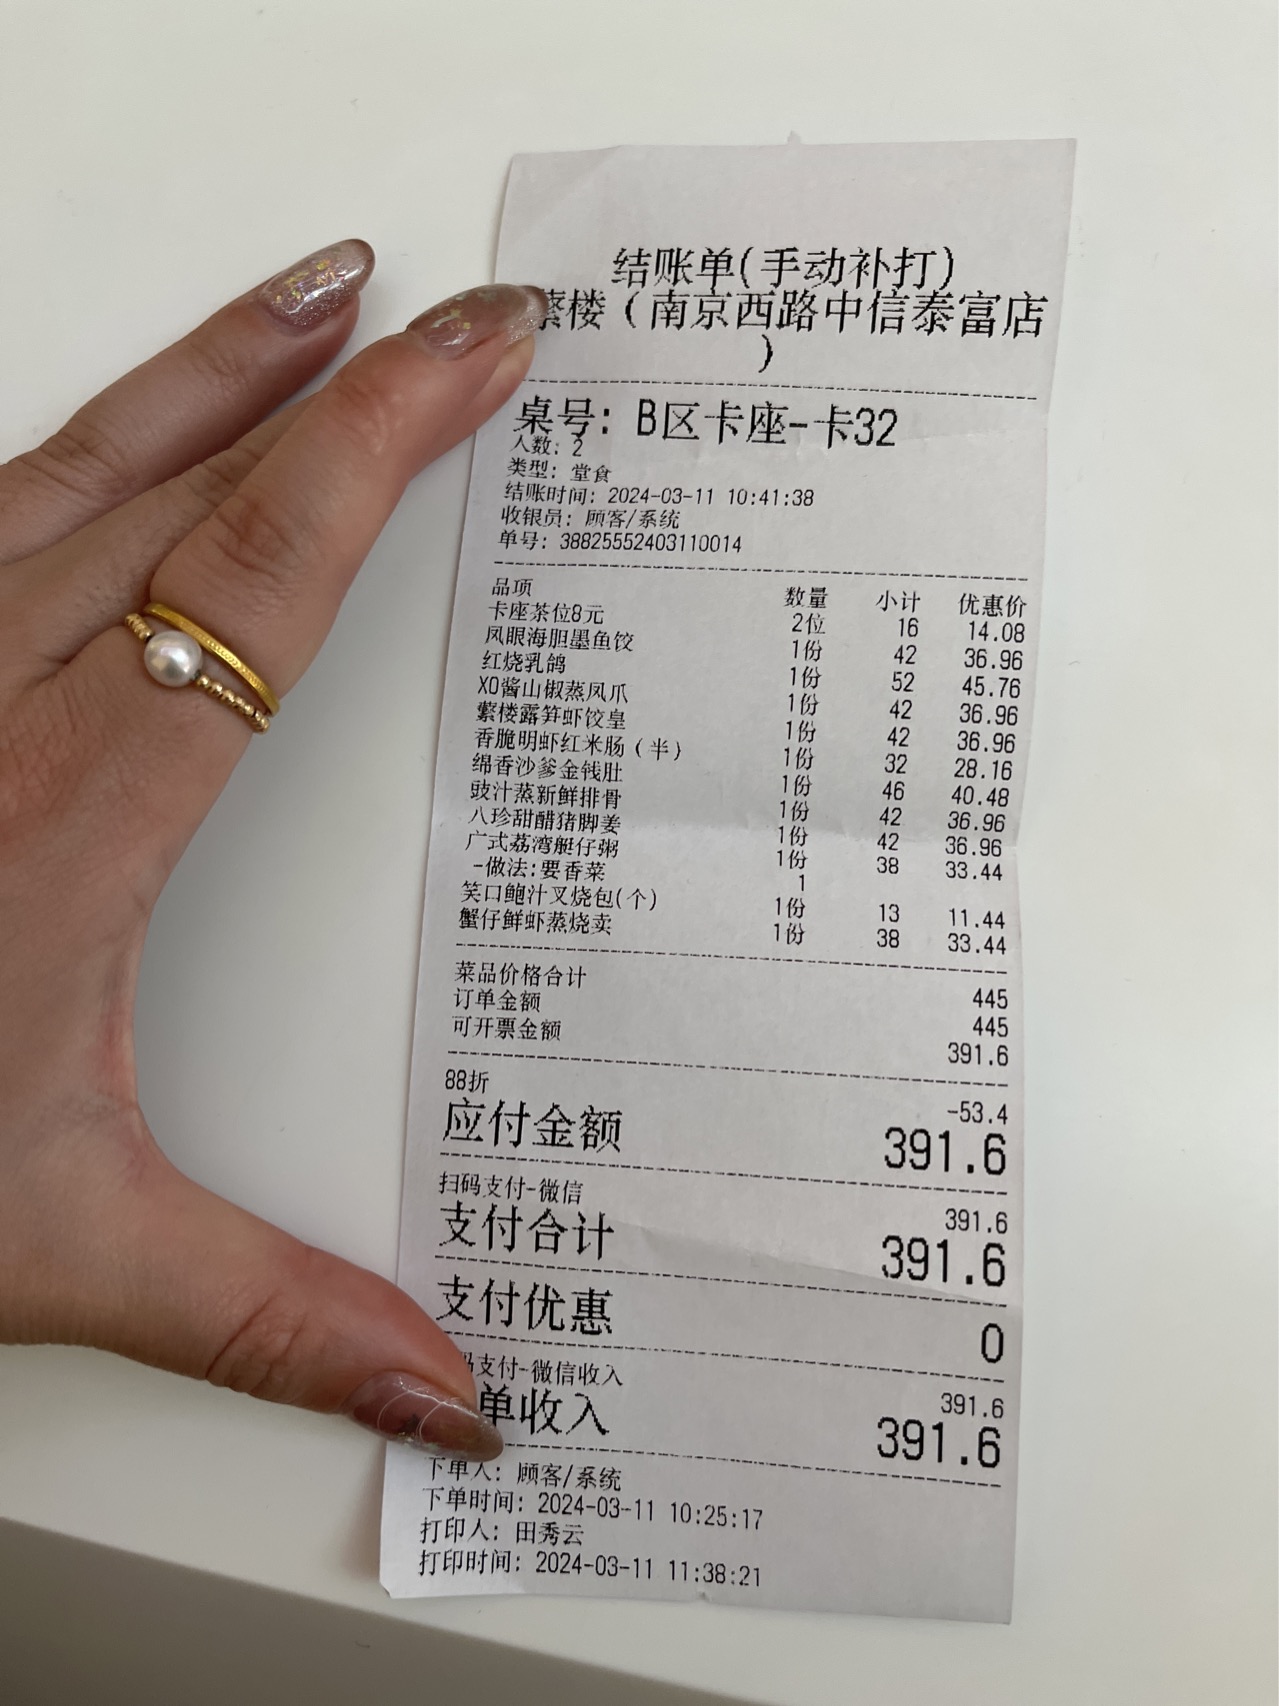 结账单(手动补打)
蘩楼（南京西路中信泰富店
）
桌号: B区卡座-卡32
人数: 2
类型: 堂食
结账时间: 2024-03-11 10:41:38
收银员: 顾客/系统
单号: 38825552403110014
品项 数量 小计 优惠价
卡座茶位8元 2位 16 14.08
凤眼海胆墨鱼饺 1份 42 36.96
红烧乳鸽 1份 52 45.76
XO酱山椒蒸凤爪 1份 42 36.96
蘩楼露笋虾饺皇 1份 42 36.96
香脆明虾红米肠（半） 1份 32 28.16
绵香沙爹金钱肚 1份 46 40.48
豉汁蒸新鲜排骨 1份 42 36.96
八珍甜醋猪脚姜 1份 42 36.96
广式荔湾艇仔粥 1份 38 33.44
-做法:要香菜 1
笑口鲍汁叉烧包(个) 1份 13 11.44
蟹仔鲜虾蒸烧卖 1份 38 33.44
菜品价格合计 445
订单金额 445
可开票金额 391.6
88折 -53.4
应付金额 391.6
扫码支付-微信 391.6
支付合计 391.6
支付优惠 0
码支付-微信收入 391.6
单收入 391.6
下单人: 顾客/系统
下单时间: 2024-03-11 10:25:17
打印人: 田秀云
打印时间: 2024-03-11 11:38:21